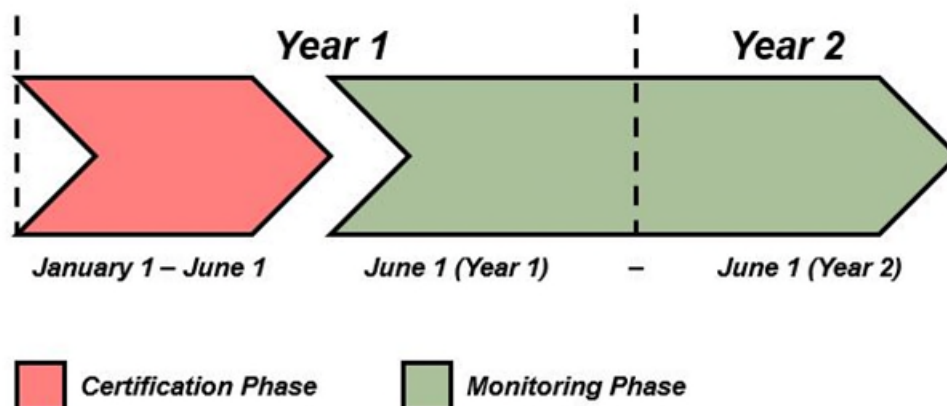 Year 1 Year 2
January 1 – June 1 June 1 (Year 1) – June 1 (Year 2)
Certification Phase Monitoring Phase